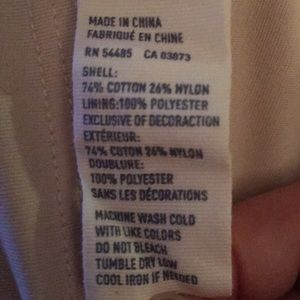 MADE IN CHINA
FABRIQUÉ EN CHINE
RN 54485 CA 03873
SHELL:
74% COTTON 26% NYLON
LINING:100% POLYESTER
EXCLUSIVE OF DECORACTION
EXTÉRIEUR:
74% COTON 26% NYLON
DOUBLURE:
100% POLYESTER
SANS LES DÉCORATIONS
MACHINE WASH COLD
WITH LIKE COLORS
DO NOT BLEACH
TUMBLE DRY LOW
COOL IRON IF NEEDED